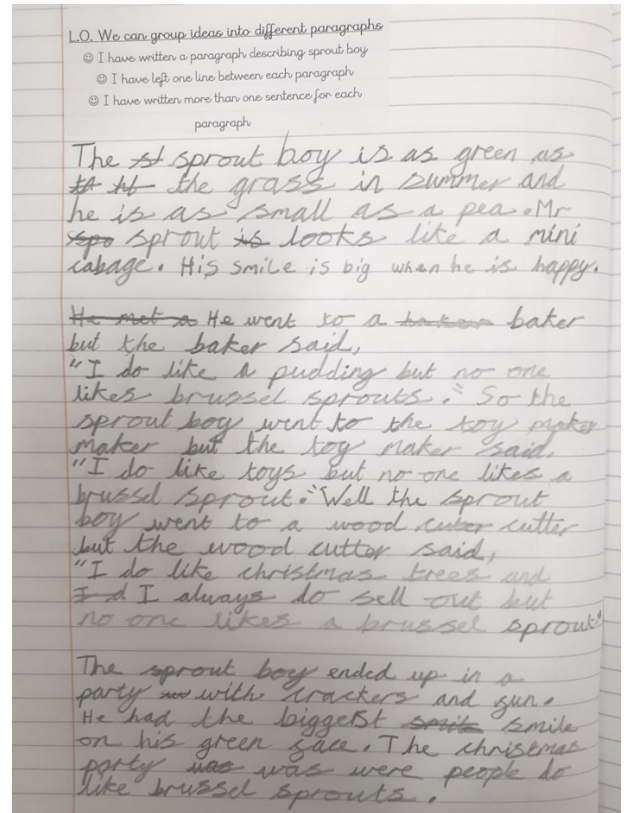 L.O. We can group ideas into different paragraphs
☺ I have written a paragraph describing sprout boy
☺ I have left one line between each paragraph
☺ I have written more than one sentence for each
paragraph
The st sprout boy is as green as
the grass in summer and
he is as small as a pea. Mr
spo sprout is looks like a mini
cabage. His smile is big when he is happy.
He met a He went to a baker baker
but the baker said,
"I do like a pudding but no one
likes brussel sprouts." So the
sprout boy went to the toy maker
maker but the toy maker said,
"I do like toys but no one likes a
brussel sprout." Well the sprout
boy went to a wood cuter cutter
but the wood cutter said,
"I do like christmas trees and
I d I always do sell out but
no one likes a brussel sprout."
The sprout boy ended up in a
party with crackers and gun.
He had the biggest smile smile
on his green gace. The christmas
party was was were people do
like brussel sprouts.